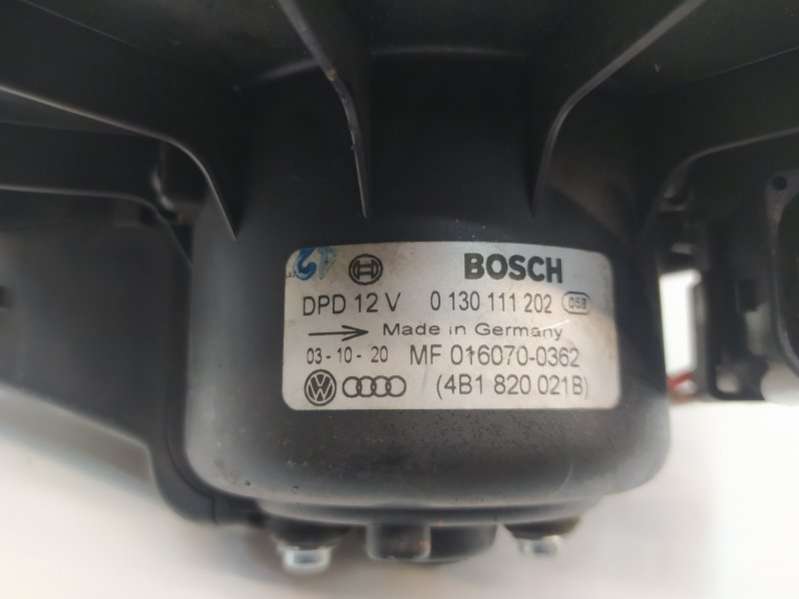 BOSCH
DPD 12 V 0 130 111 202 058
Made in Germany
03-10-20 MF 016070-0362
(4B1 820 021B)